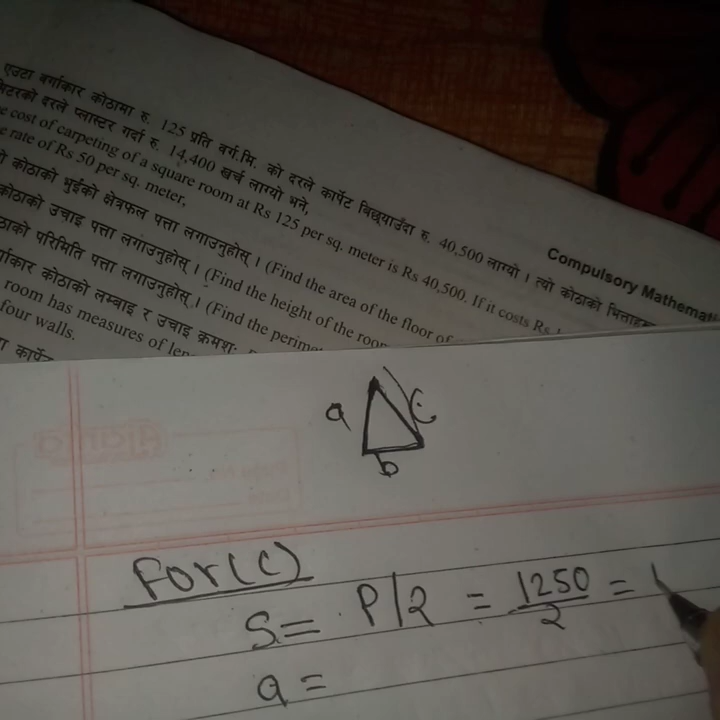 एउटा वर्गाकार कोठामा रु. 125 प्रति वर्ग.मि. को दरले कार्पेट बिछ्याउँदा रु. 40,500 लाग्यो । त्यो कोठाको भित्ताहरू
मिटरको दरले प्लास्टर गर्दा रु. 14,400 खर्च लाग्यो भने,
cost of carpeting of a square room at Rs 125 per sq. meter is Rs 40,500. If it costs Rs
rate of Rs 50 per sq. meter,
कोठाको भुईंको क्षेत्रफल पत्ता लगाउनुहोस् । (Find the area of the floor of
कोठाको उचाइ पत्ता लगाउनुहोस् । (Find the height of the room
परिमिति पत्ता लगाउनुहोस् । (Find the
कोठाको लम्बाइ र उचाइ क्रमशः
room has measures of
four walls.
Compulsory
a
c
b
For(c)
S = P/2 = 1250/2 =
a =